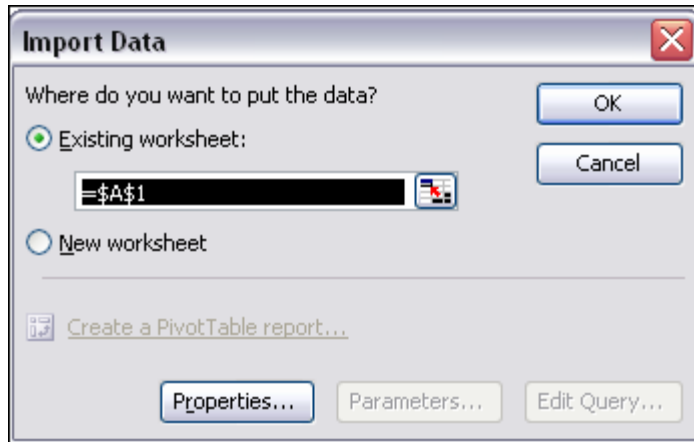 Import Data
Where do you want to put the data?
OK
Existing worksheet:
Cancel
=$A$1
New worksheet
Create a PivotTable report...
Properties...
Parameters...
Edit Query...